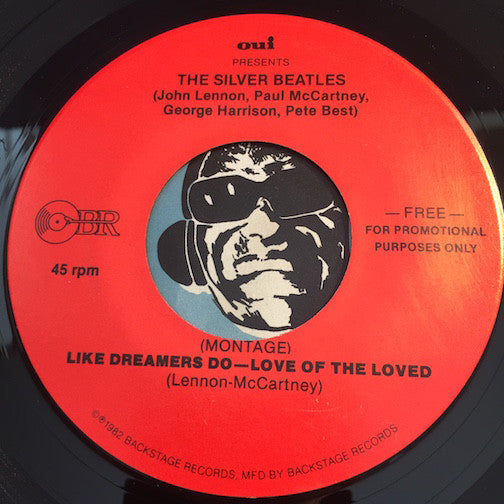 oui
PRESENTS
THE SILVER BEATLES
(John Lennon, Paul McCartney,
George Harrison, Pete Best)
OBR
45 rpm
— FREE —
FOR PROMOTIONAL
PURPOSES ONLY
(MONTAGE)
LIKE DREAMERS DO—LOVE OF THE LOVED
(Lennon-McCartney)
©℗1982 BACKSTAGE RECORDS, MFD BY BACKSTAGE RECORDS